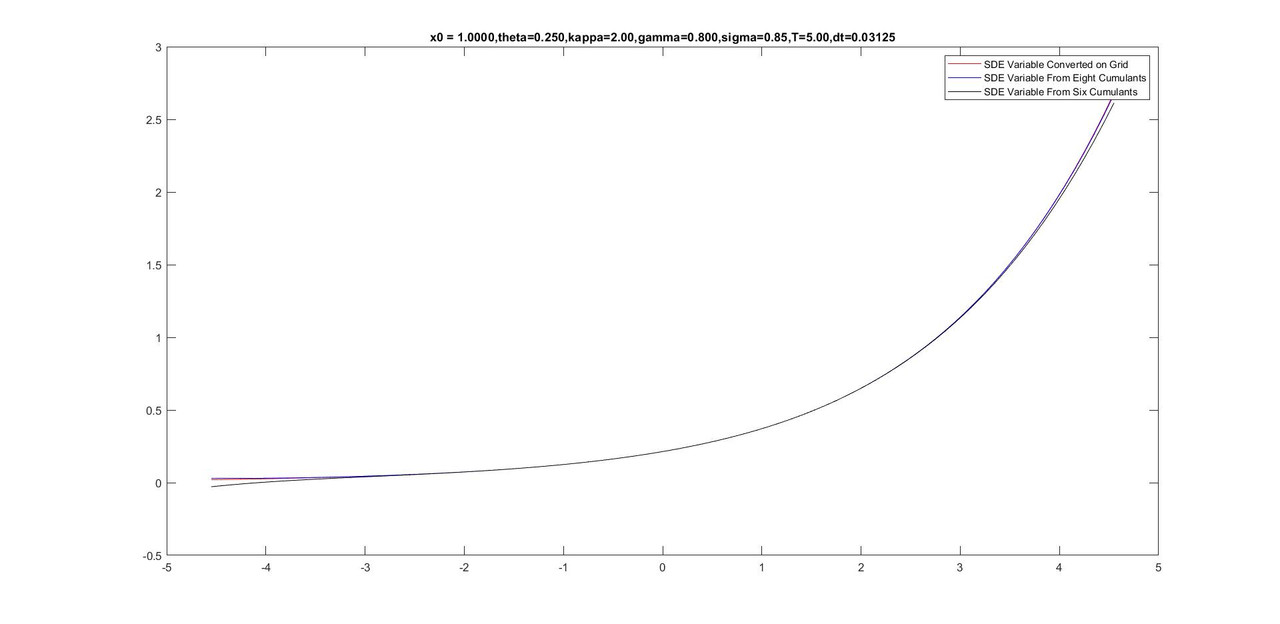 x0 = 1.0000,theta=0.250,kappa=2.00,gamma=0.800,sigma=0.85,T=5.00,dt=0.03125
SDE Variable Converted on Grid
SDE Variable From Eight Cumulants
SDE Variable From Six Cumulants
3
2.5
2
1.5
1
0.5
0
-0.5
-5 -4 -3 -2 -1 0 1 2 3 4 5